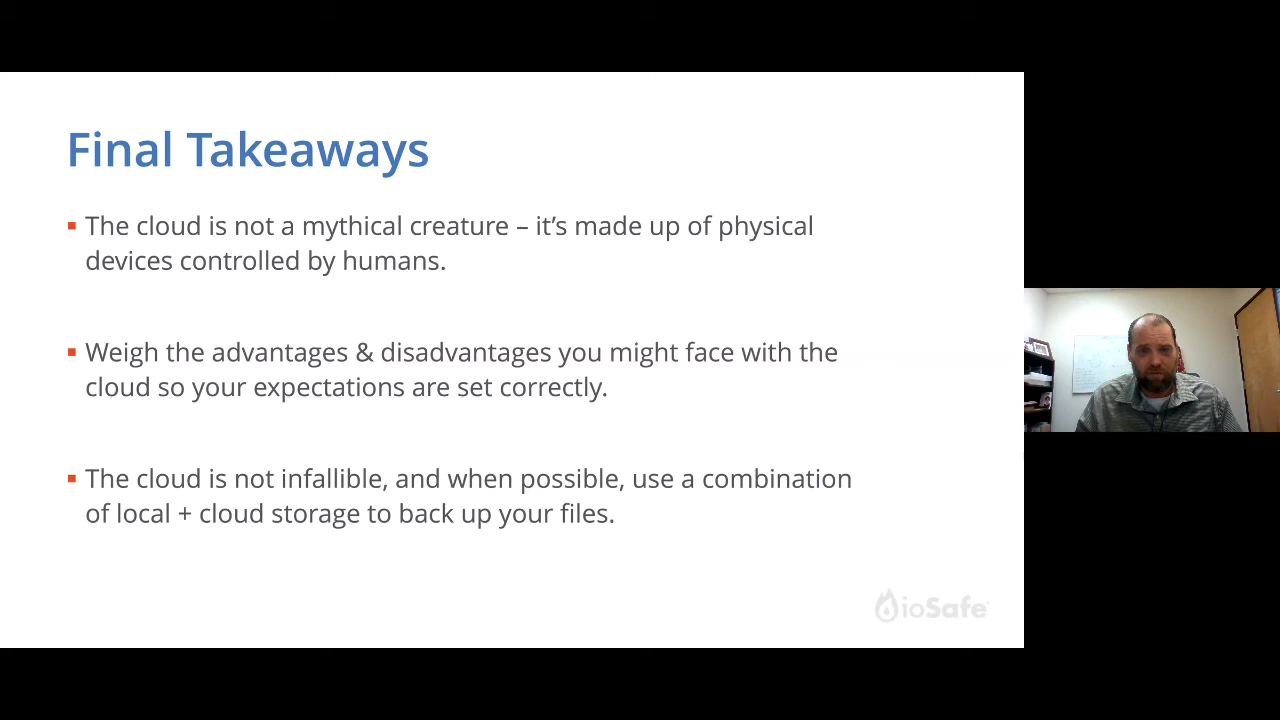 Final Takeaways
▪ The cloud is not a mythical creature – it’s made up of physical
devices controlled by humans.
▪ Weigh the advantages & disadvantages you might face with the
cloud so your expectations are set correctly.
▪ The cloud is not infallible, and when possible, use a combination
of local + cloud storage to back up your files.
ioSafe